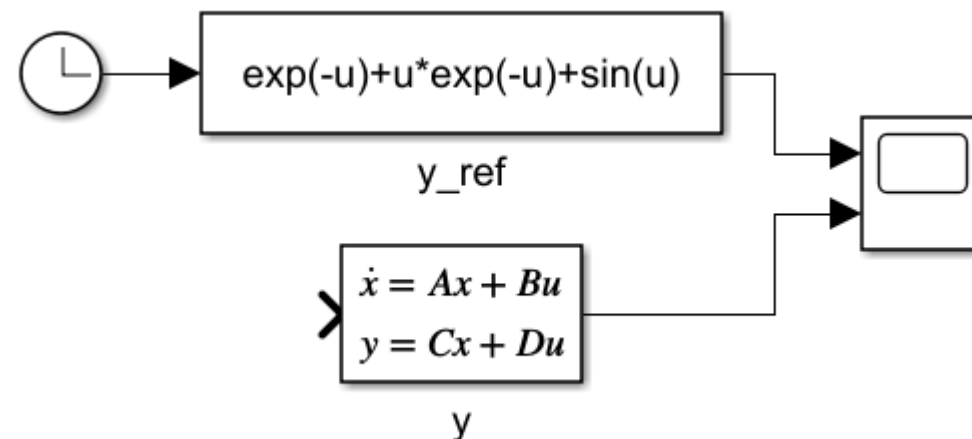 exp(-u)+u*exp(-u)+sin(u)
y_ref
ẋ = Ax + Bu
y = Cx + Du
y